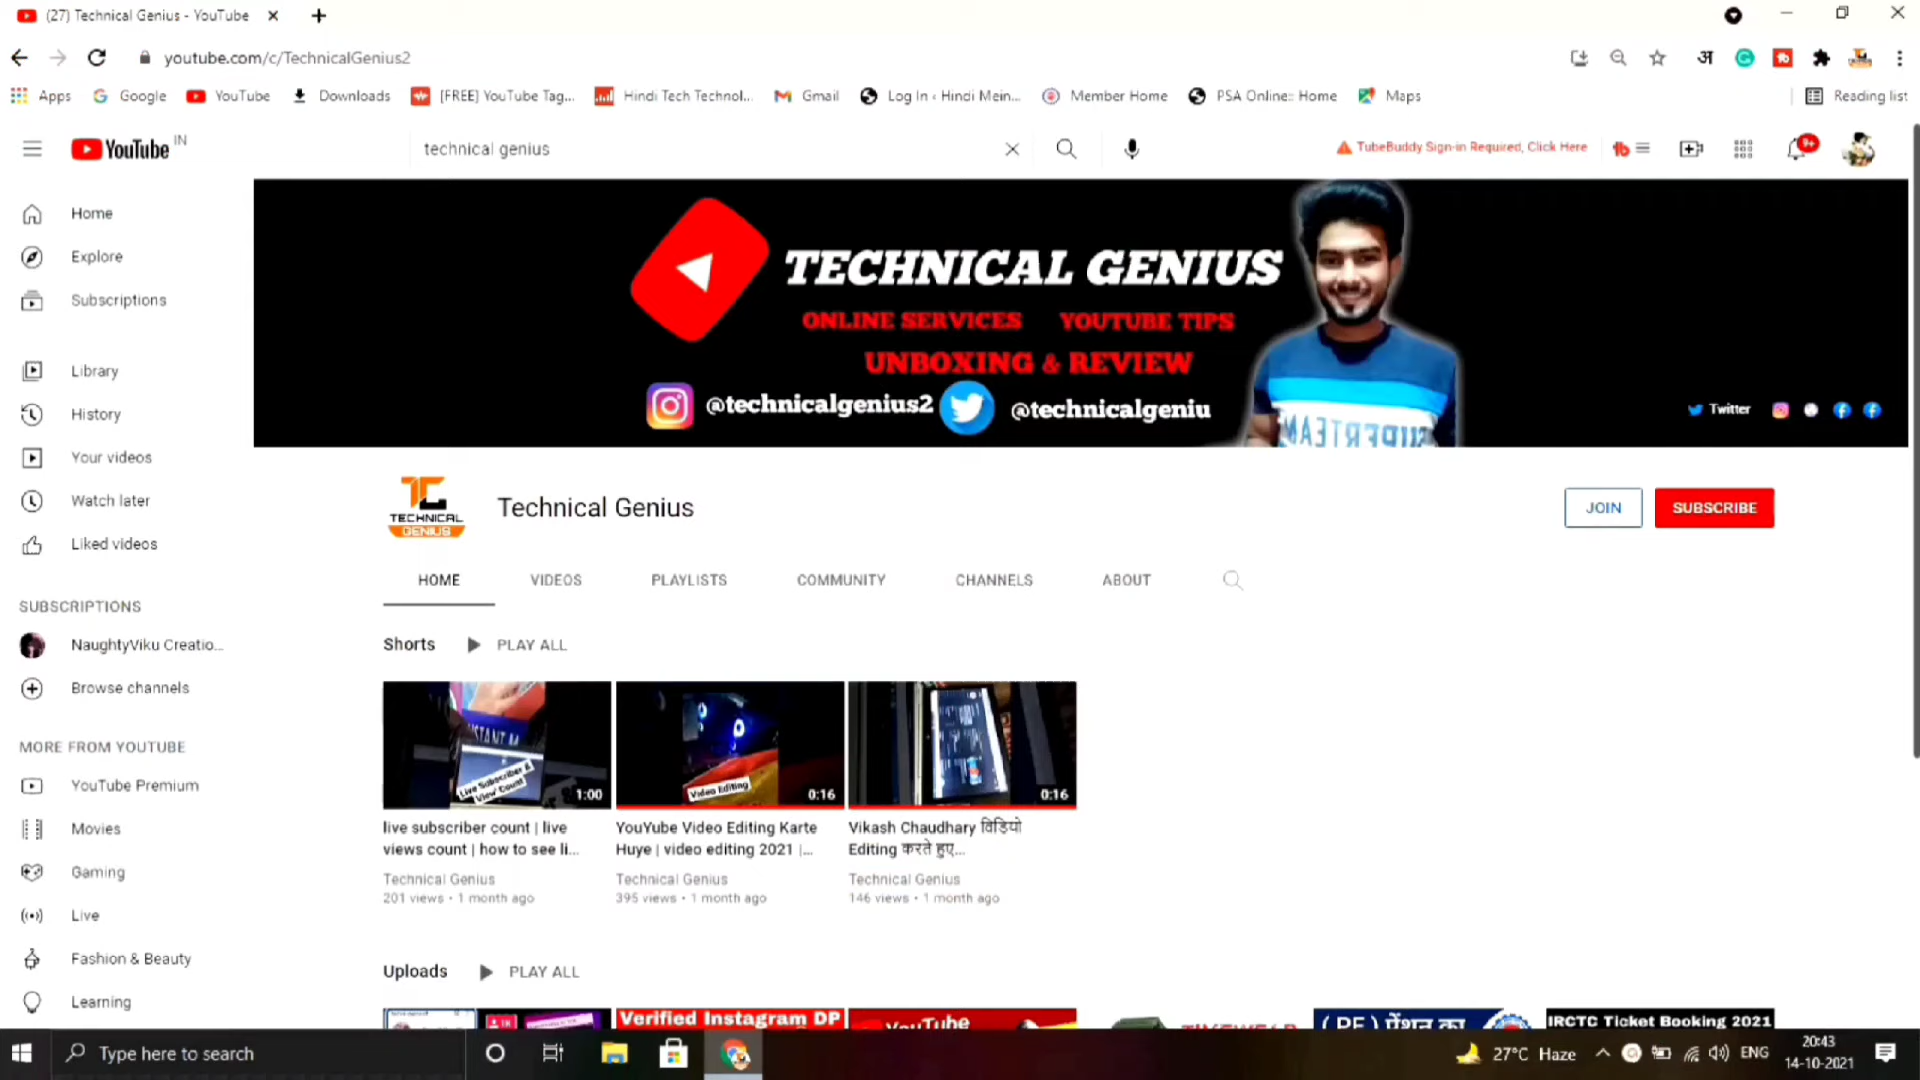 (27) Technical Genius - YouTube
youtube.com/c/TechnicalGenius2
अ
Apps
Google
YouTube
Downloads
[FREE] YouTube Tag...
Hindi Tech Technol...
Gmail
Log In ‹ Hindi Mein...
Member Home
PSA Online:: Home
Maps
Reading list
YouTube IN
technical genius
TubeBuddy Sign-in Required, Click Here
9+
Home
Explore
Subscriptions
Library
History
Your videos
Watch later
Liked videos
SUBSCRIPTIONS
NaughtyViku Creatio...
Browse channels
MORE FROM YOUTUBE
YouTube Premium
Movies
Gaming
Live
Fashion & Beauty
Learning
TECHNICAL GENIUS
ONLINE SERVICES YOUTUBE TIPS
UNBOXING & REVIEW
@technicalgenius2
@technicalgeniu
Twitter
TECHNICAL
GENIUS
Technical Genius
JOIN
SUBSCRIBE
HOME
VIDEOS
PLAYLISTS
COMMUNITY
CHANNELS
ABOUT
Shorts
PLAY ALL
Live Subscriber &
View Count
1:00
Video Editing
0:16
0:16
live subscriber count | live
views count | how to see li...
Technical Genius
201 views • 1 month ago
YouYube Video Editing Karte
Huye | video editing 2021 |...
Technical Genius
395 views • 1 month ago
Vikash Chaudhary विडियो
Editing करते हुए...
Technical Genius
146 views • 1 month ago
Uploads
PLAY ALL
Verified Instagram DP
YouTube
IRCTC Ticket Booking 2021
Type here to search
27°C Haze
ENG
20:43
14-10-2021